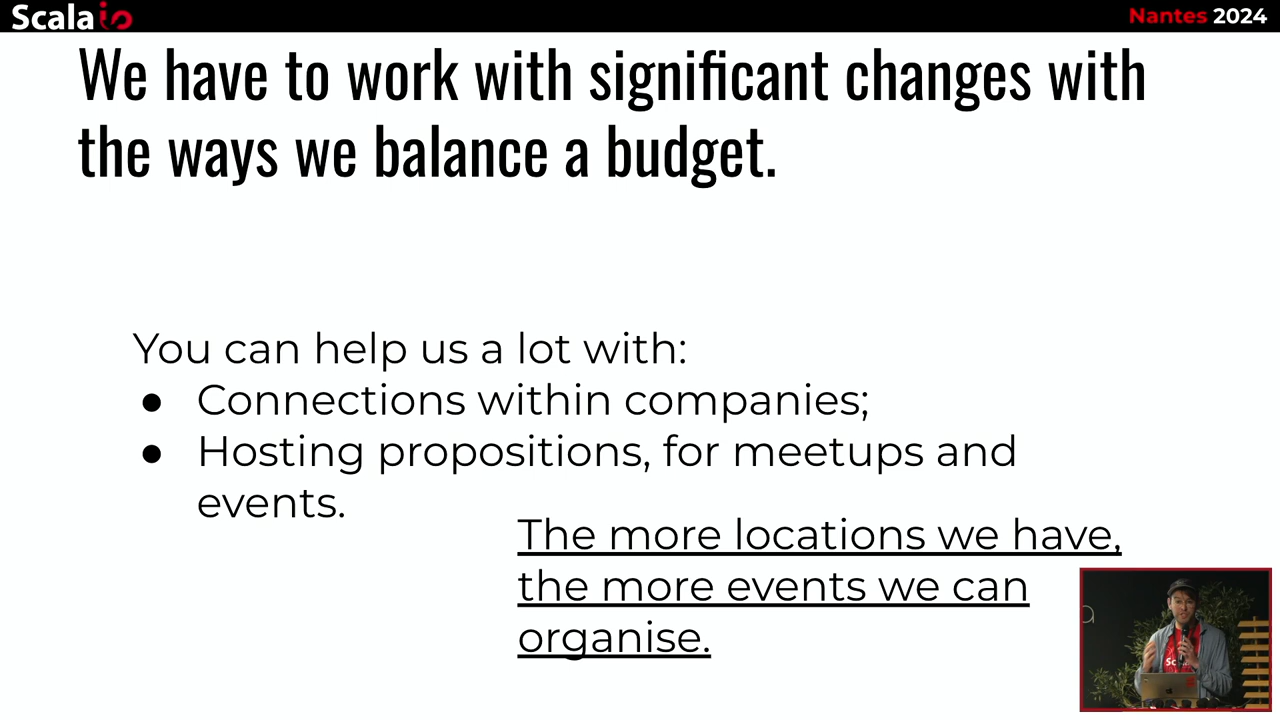 Scala io
Nantes 2024
We have to work with significant changes with
the ways we balance a budget.
You can help us a lot with:
● Connections within companies;
● Hosting propositions, for meetups and
events.
The more locations we have,
the more events we can
organise.